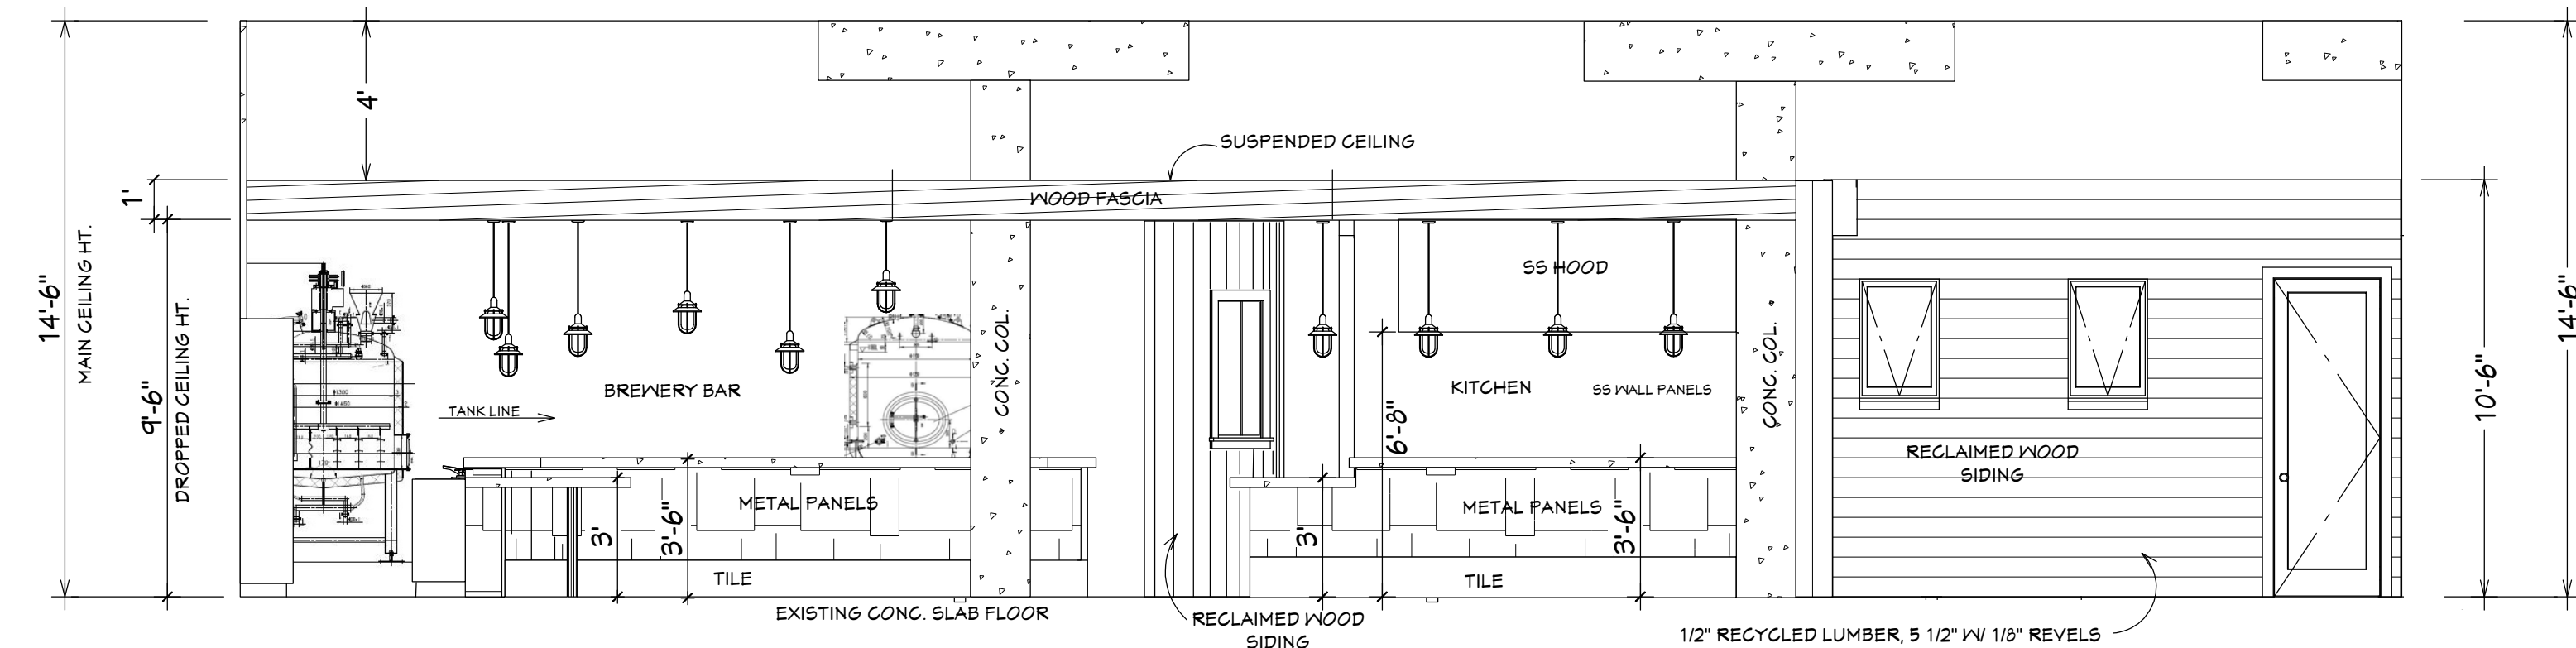 4'
SUSPENDED CEILING
1'
WOOD FASCIA
14'-6"
MAIN CEILING HT.
9'-6"
DROPPED CEILING HT.
BREWERY BAR
TANK LINE
CONC. COL.
SS HOOD
KITCHEN
SS WALL PANELS
6'-8"
CONC. COL.
RECLAIMED WOOD
SIDING
10'-6"
14'-6"
METAL PANELS
3'
3'-6"
TILE
METAL PANELS
3'
3'-6"
TILE
EXISTING CONC. SLAB FLOOR
RECLAIMED WOOD
SIDING
1/2" RECYCLED LUMBER, 5 1/2" W/ 1/8" REVELS